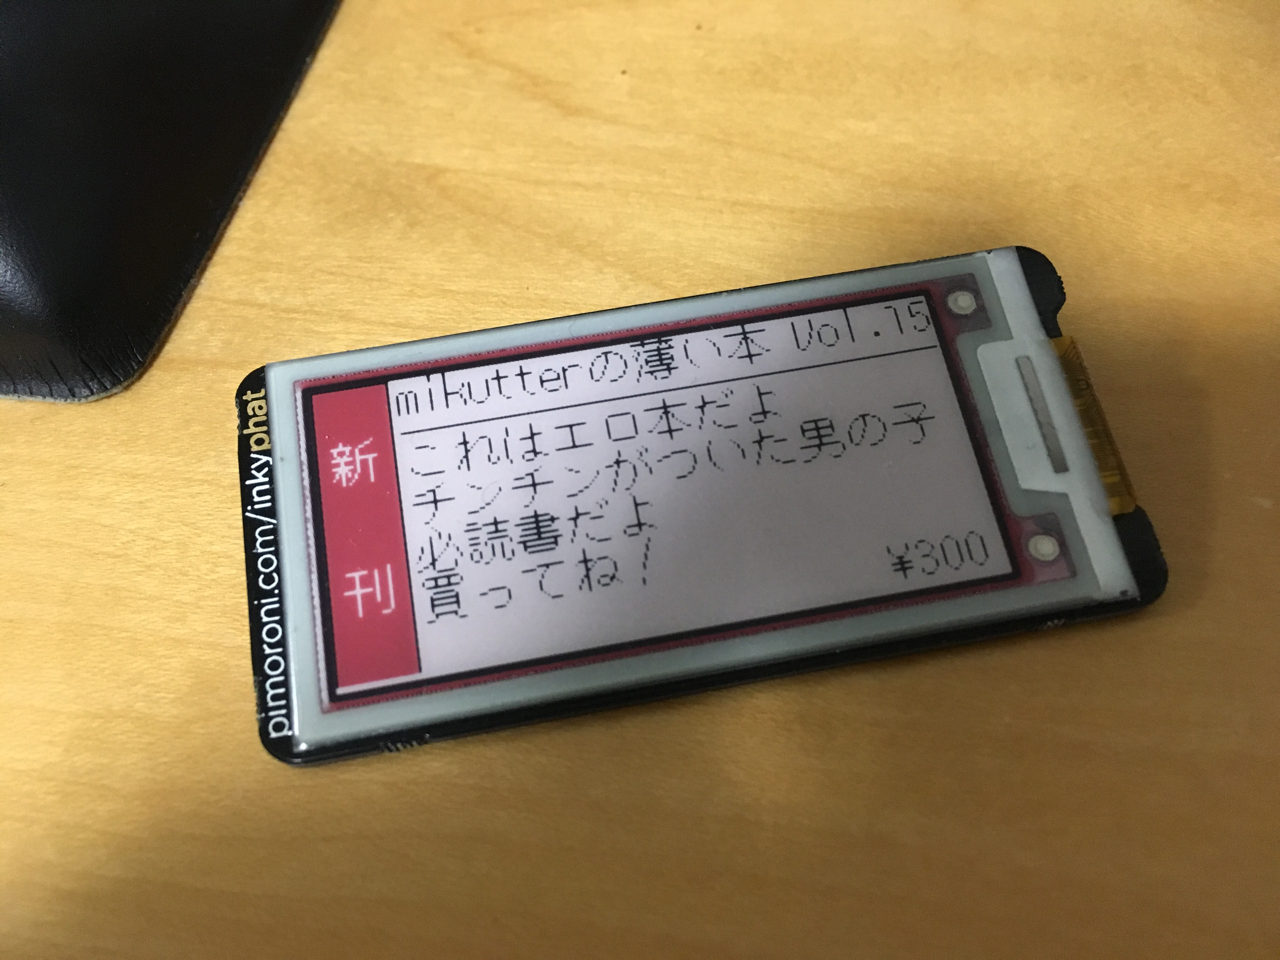 新刊
mikutterの薄い本 Vol.15
これはエロ本だよ
チンチンがついた男の子
必読書だよ
買ってね!
¥300
pimoroni.com/inkyphat